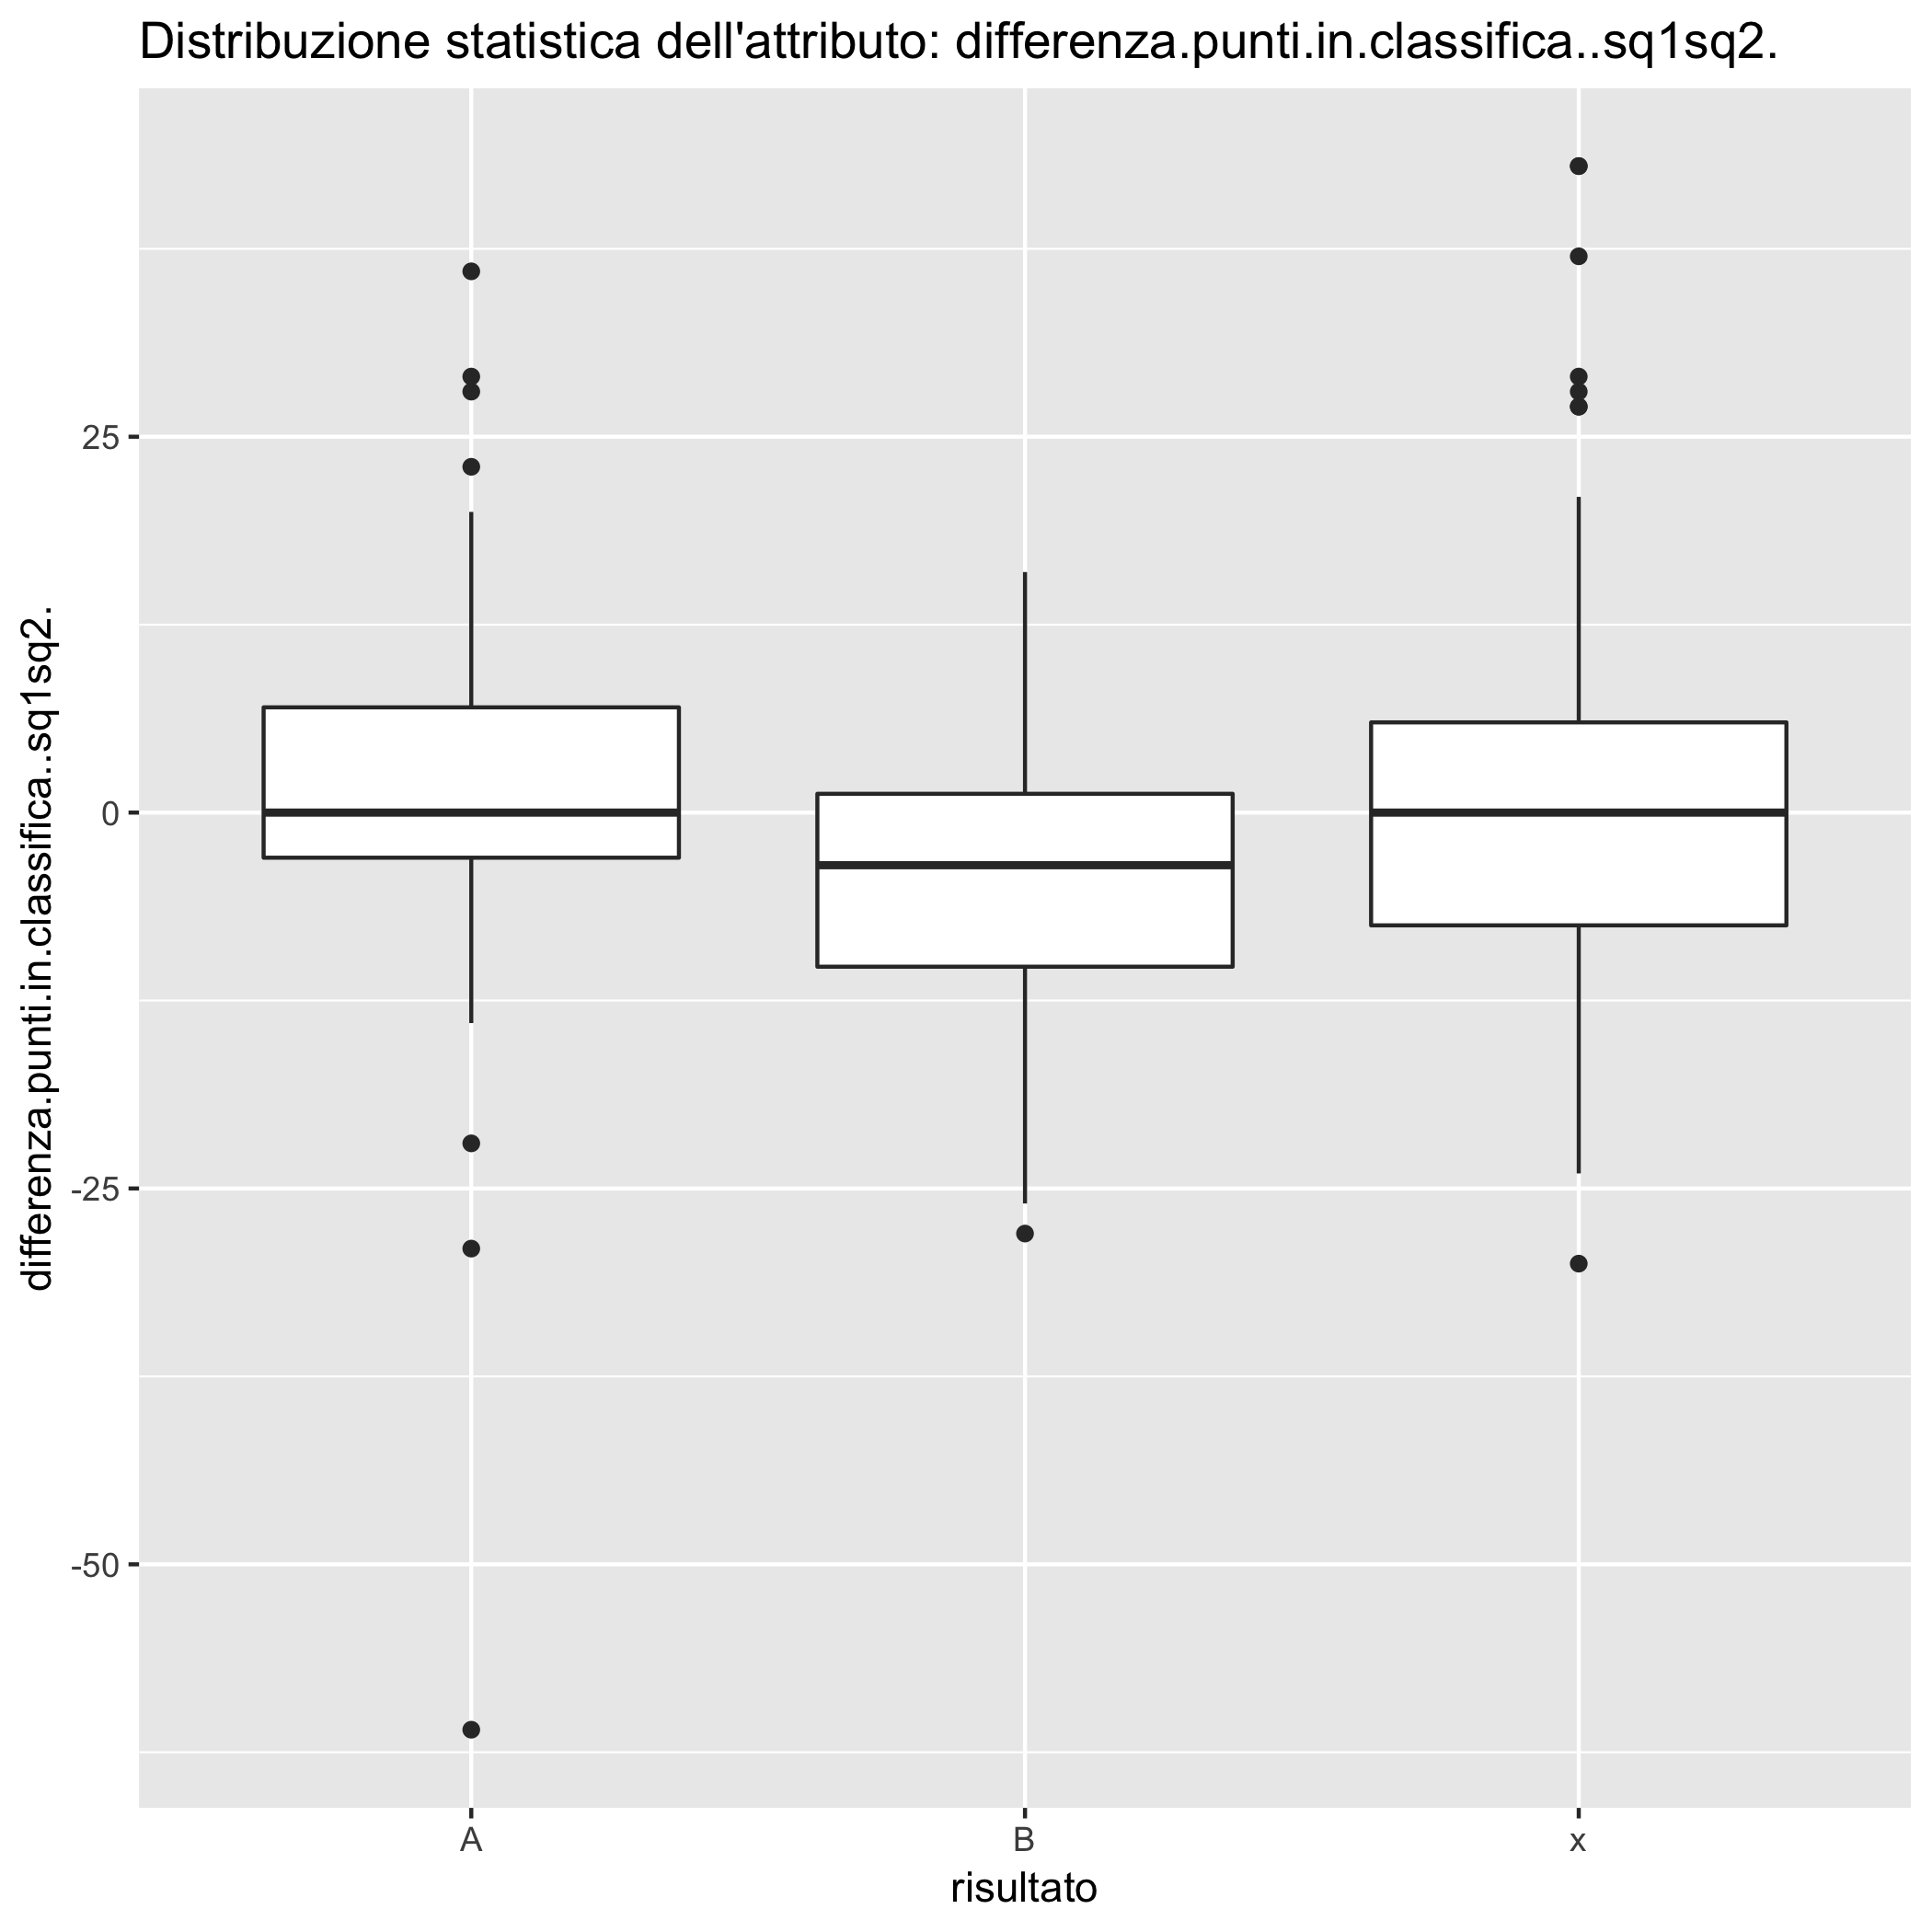 Distribuzione statistica dell'attributo: differenza.punti.in.classifica..sq1sq2.
differenza.punti.in.classifica..sq1sq2.
25
0
-25
-50
A B x
risultato